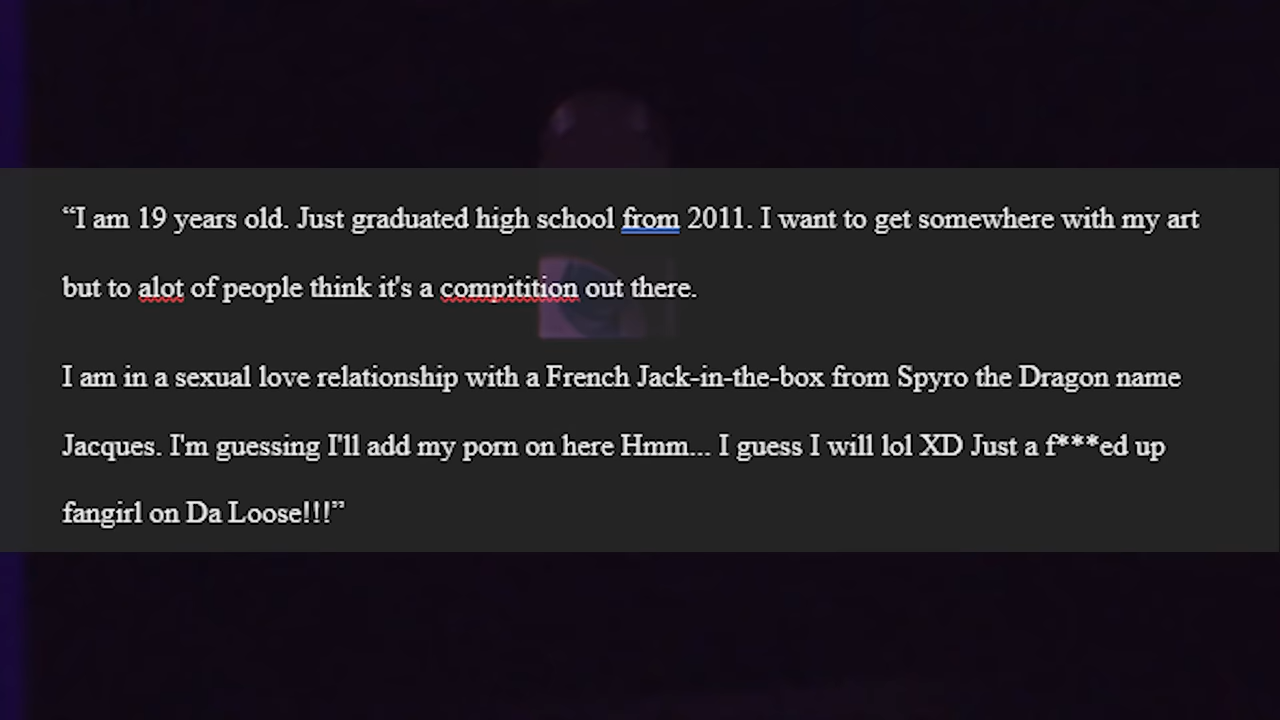 “I am 19 years old. Just graduated high school from 2011. I want to get somewhere with my art
but to alot of people think it's a compitition out there.
I am in a sexual love relationship with a French Jack-in-the-box from Spyro the Dragon name
Jacques. I'm guessing I'll add my porn on here Hmm... I guess I will lol XD Just a f***ed up
fangirl on Da Loose!!!”